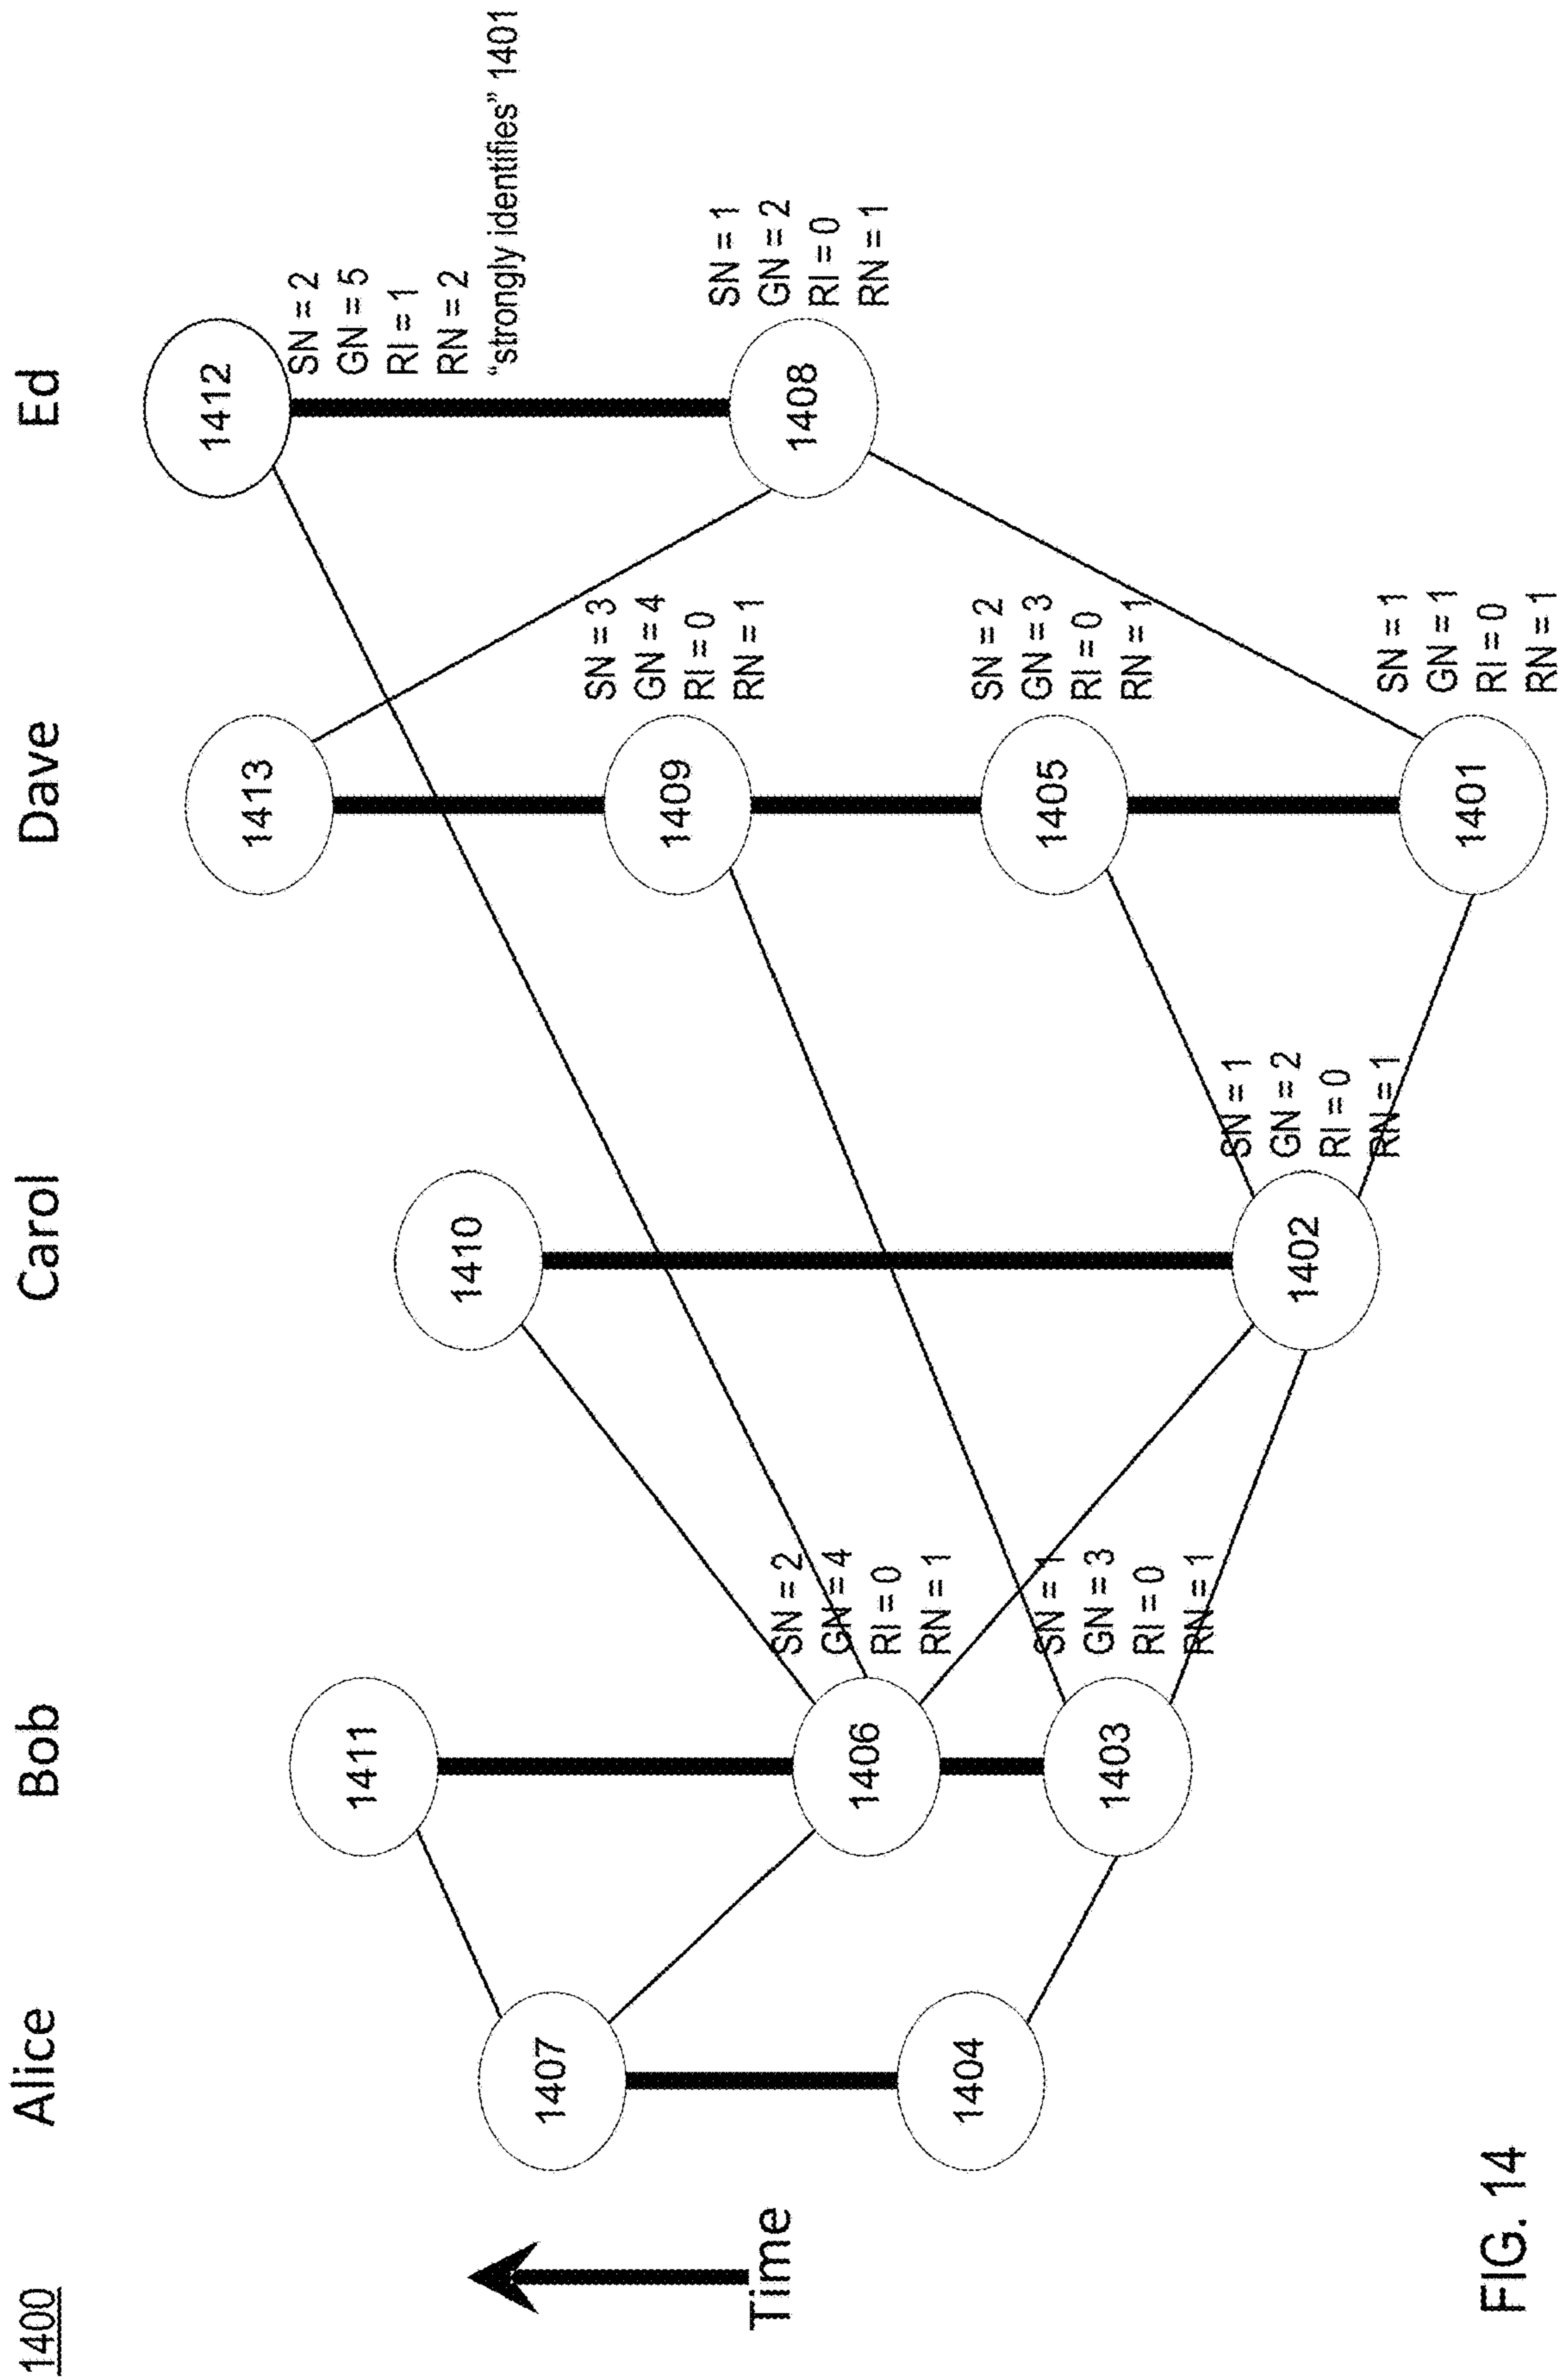 1400
Alice
Bob
Carol
Dave
Ed
1412
SN = 2
GN = 5
RI = 1
RN = 2
"strongly identifies" 1401
1413
1411
1410
1407
1409
SN = 3
GN = 4
RI = 0
RN = 1
1408
SN = 1
GN = 2
RI = 0
RN = 1
1406
SN = 2
GN = 4
RI = 0
RN = 1
1404
1405
SN = 2
GN = 3
RI = 0
RN = 1
1403
SN = 1
GN = 3
RI = 0
RN = 1
1402
SN = 1
GN = 2
RI = 0
RN = 1
1401
SN = 1
GN = 1
RI = 0
RN = 1
Time
FIG. 14